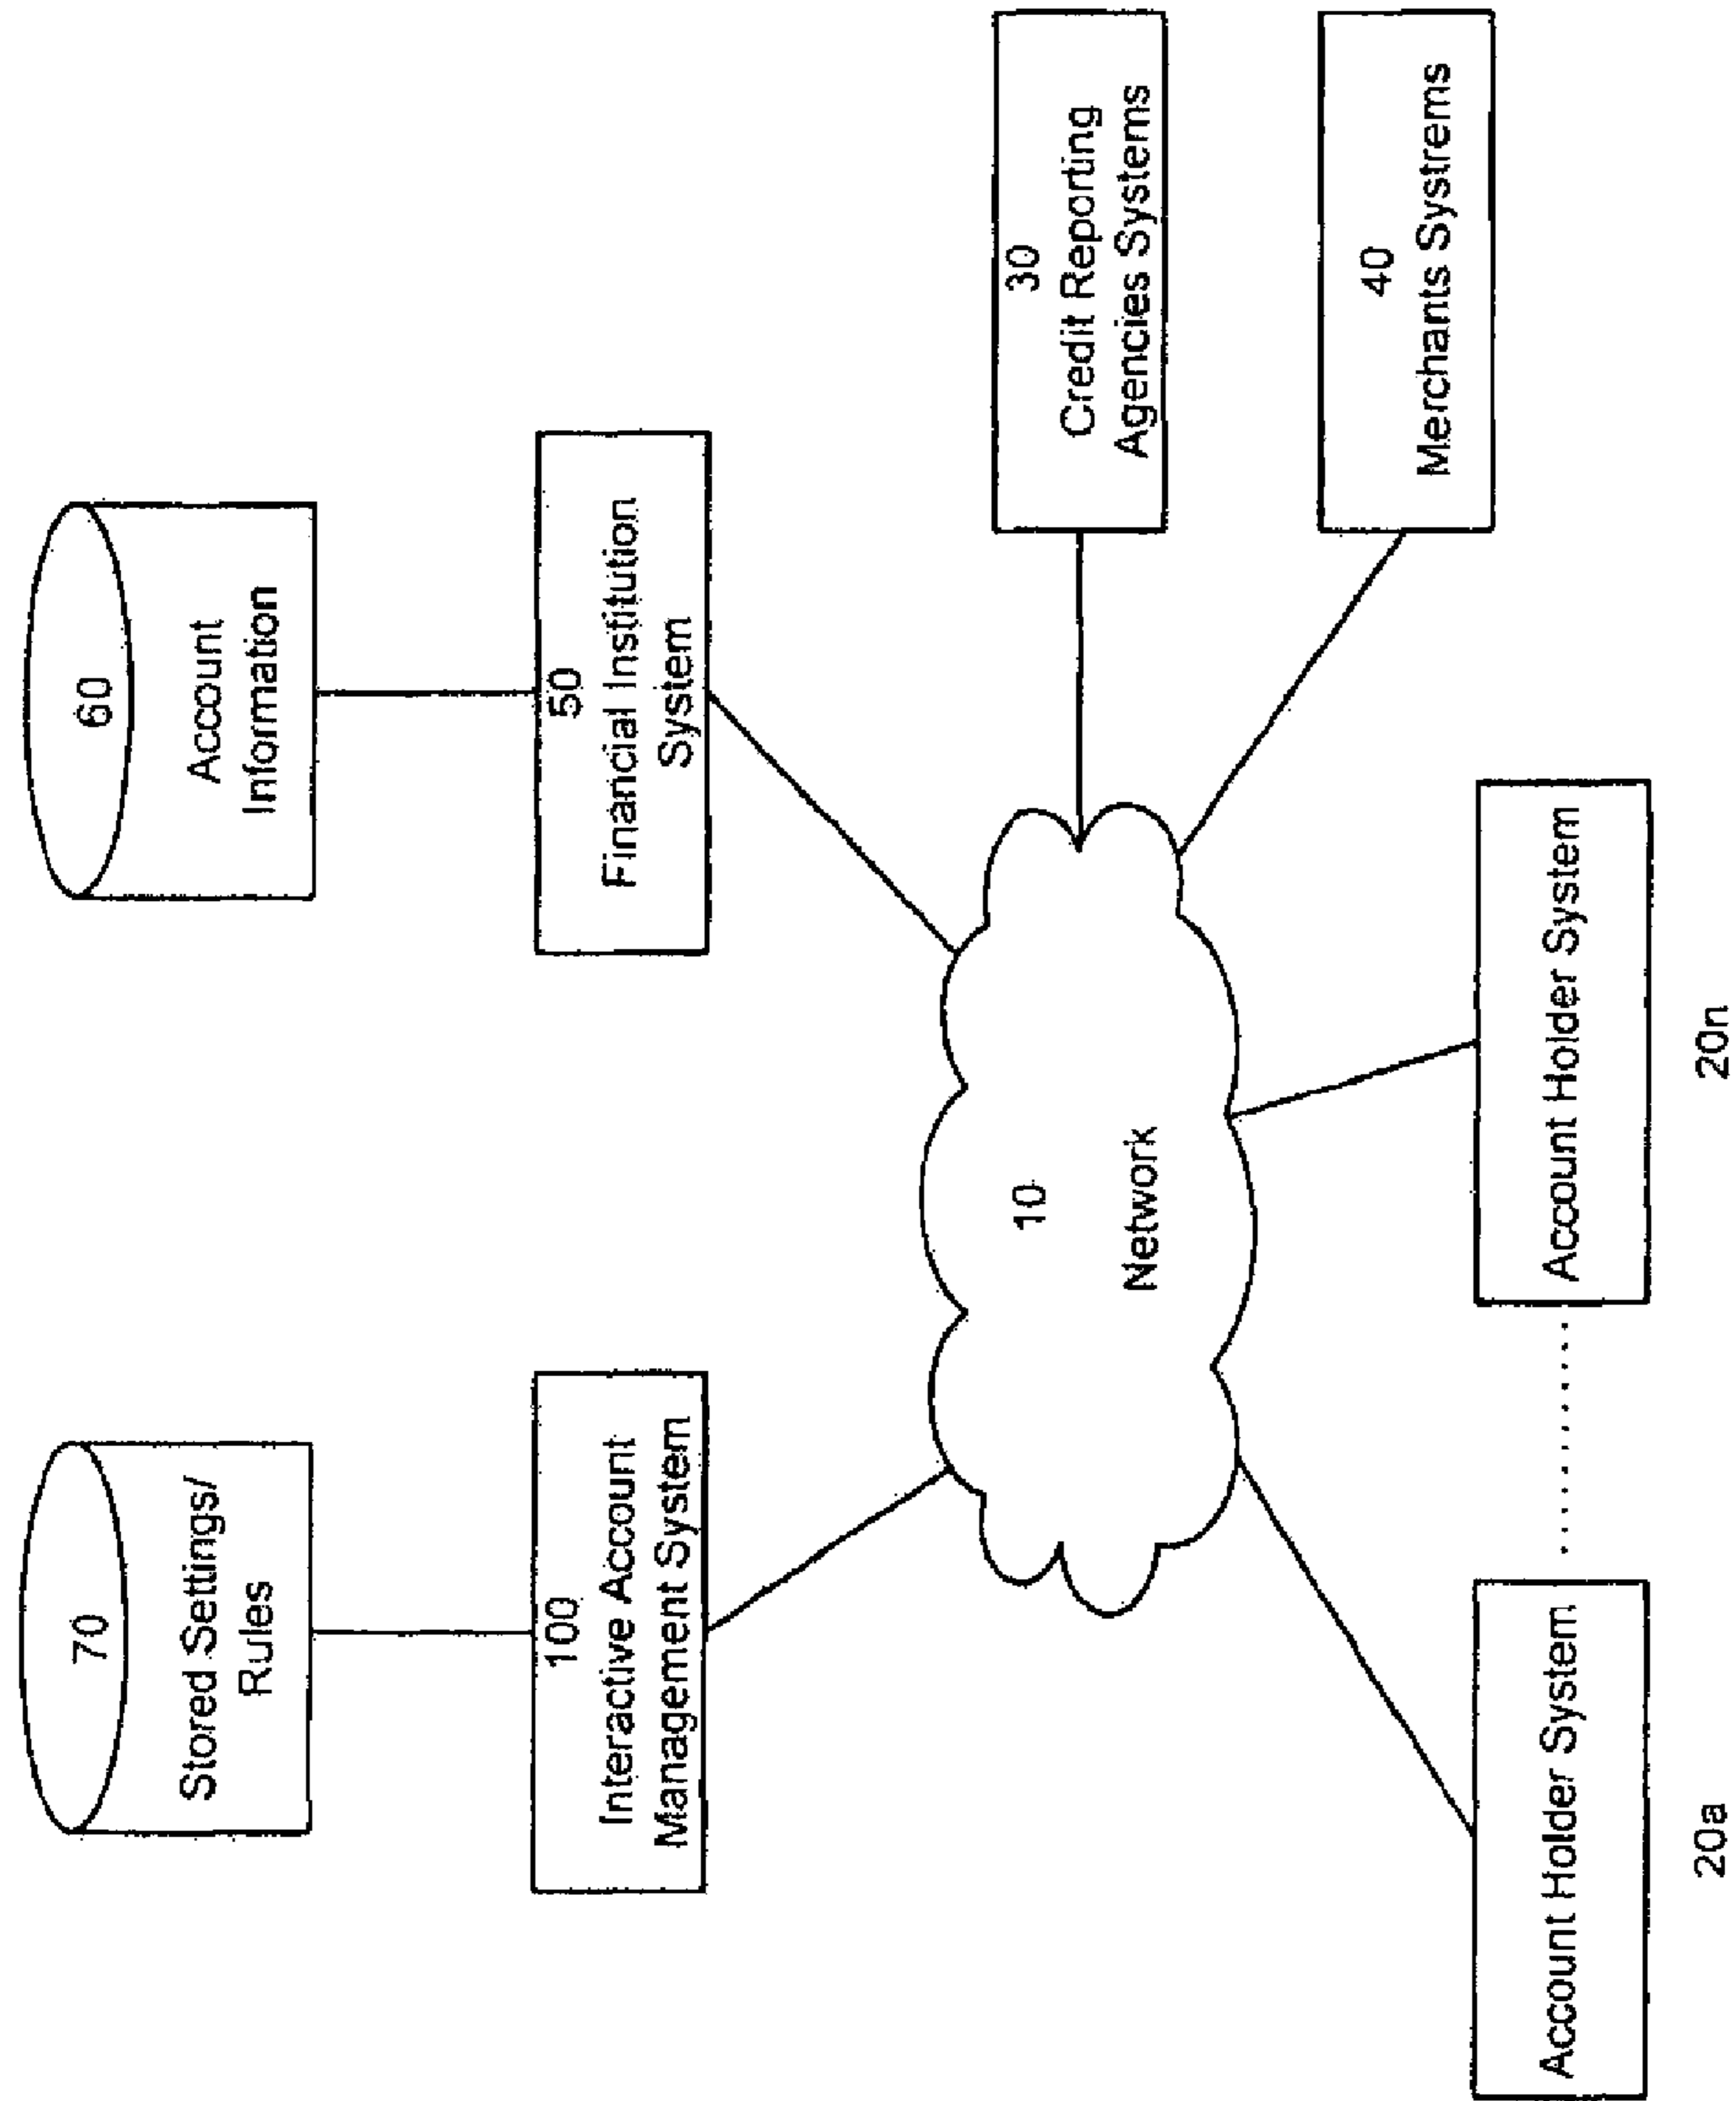 70
Stored Settings/
Rules
60
Account
Information
100
Interactive Account
Management System
50
Financial Institution
System
10
Network
30
Credit Reporting
Agencies Systems
40
Merchants Systrems
Account Holder System
20a
Account Holder System
20n